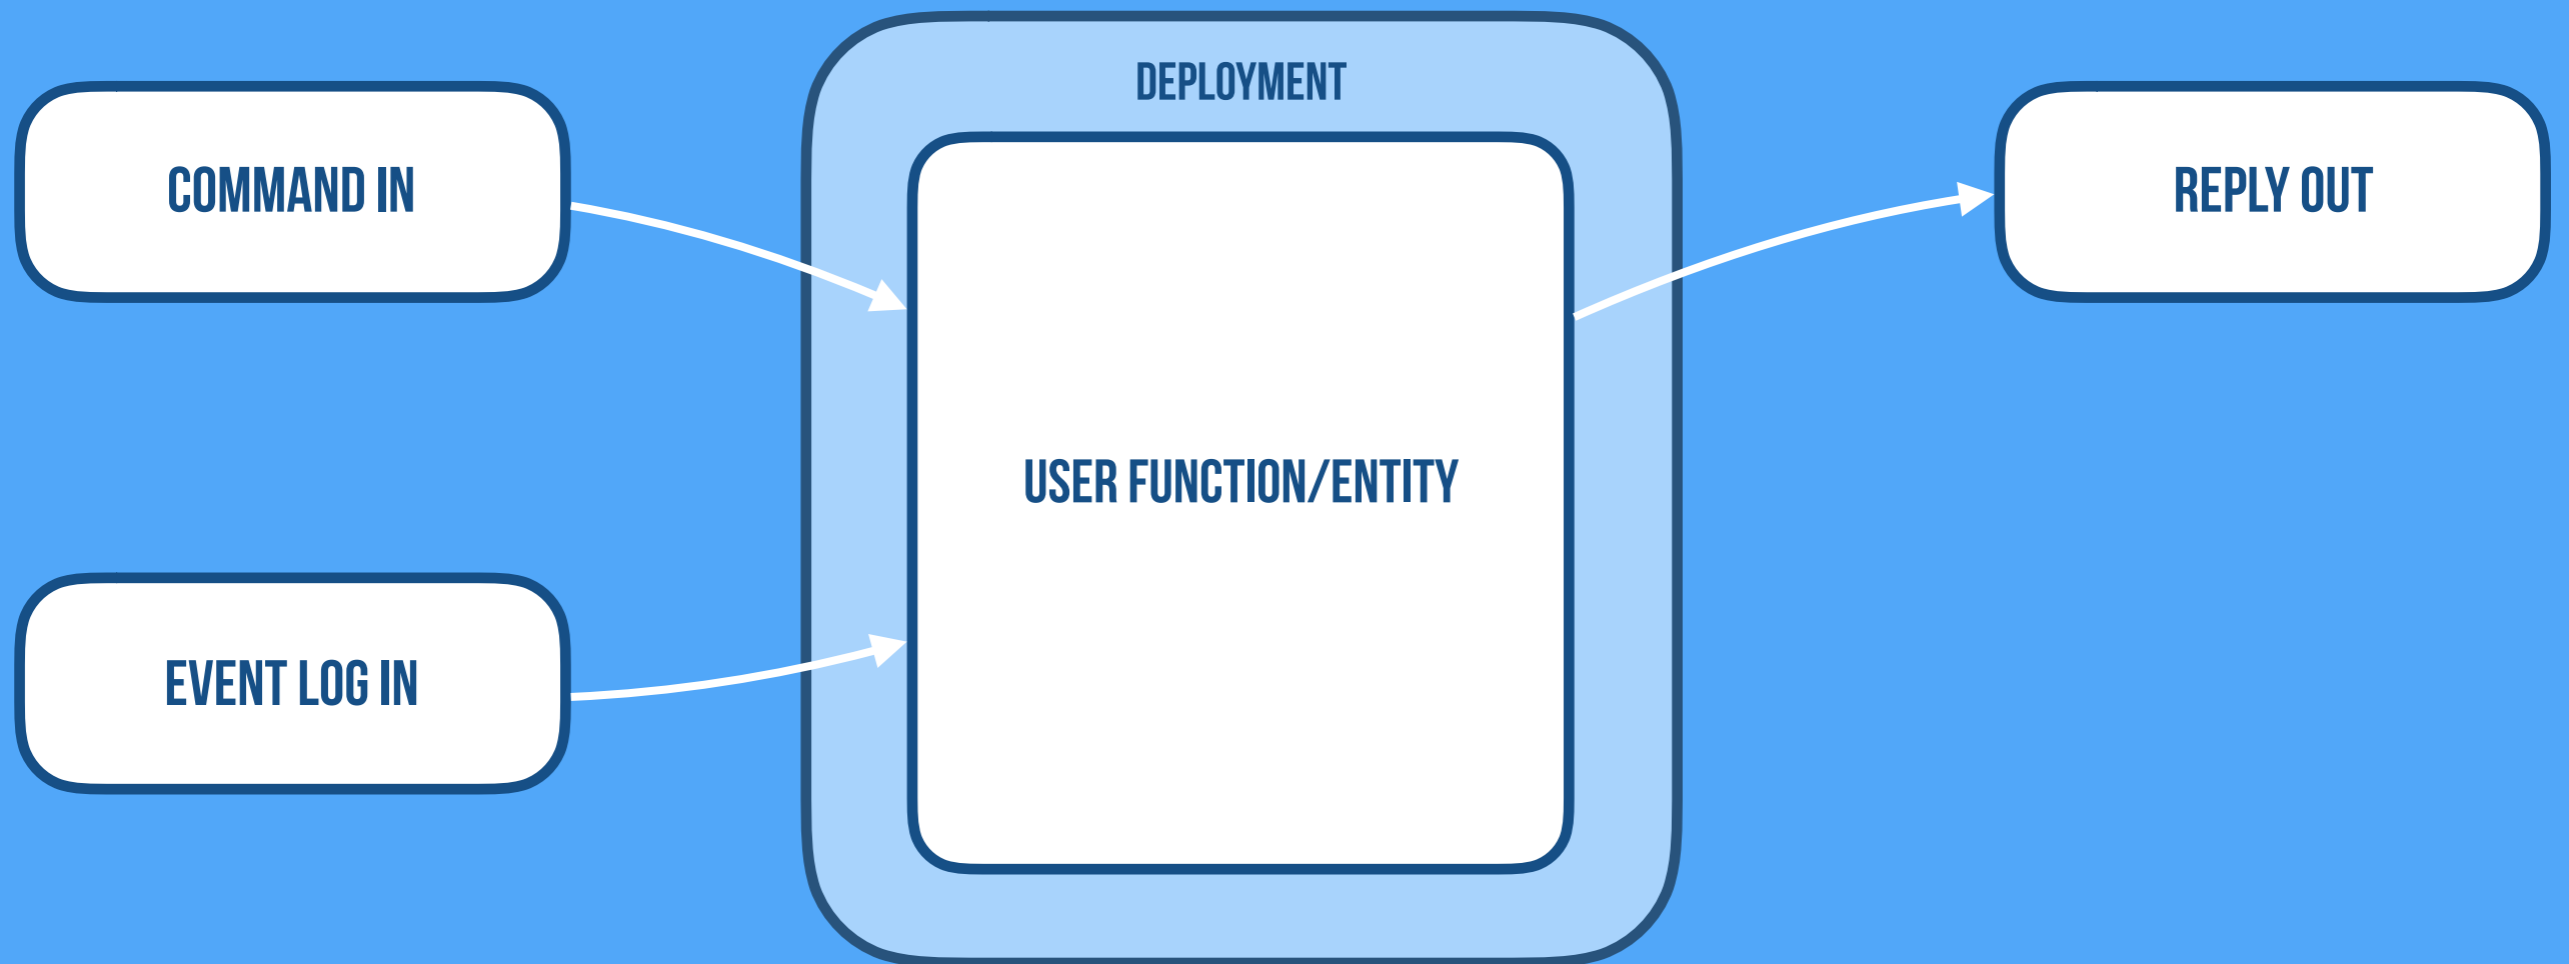 DEPLOYMENT
COMMAND IN
REPLY OUT
USER FUNCTION/ENTITY
EVENT LOG IN